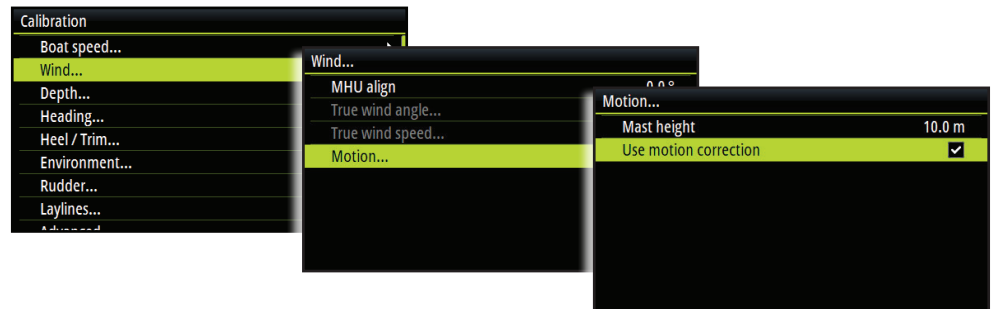 Calibration
Boat speed...
Wind...
Depth...
Heading...
Heel / Trim...
Environment...
Rudder...
Laylines...
Wind...
MHU align
True wind angle...
True wind speed...
Motion...
Motion...
Mast height 10.0 m
Use motion correction